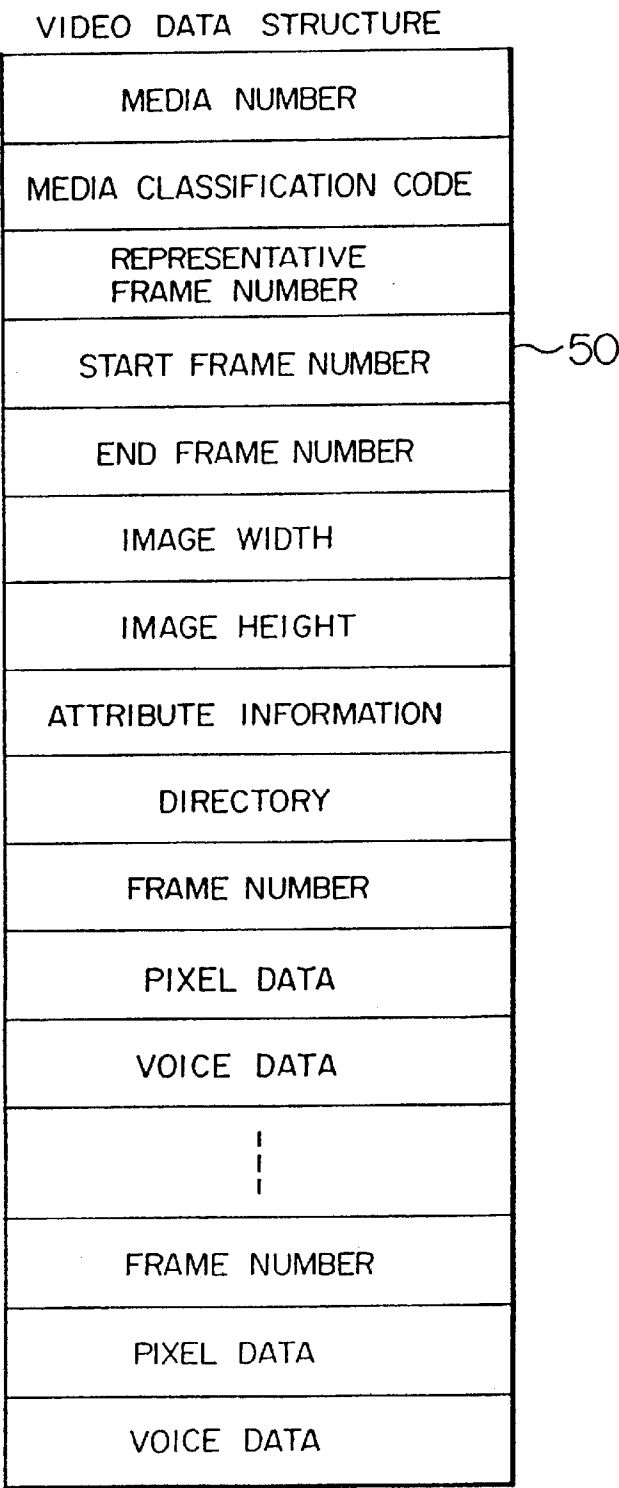 VIDEO DATA STRUCTURE
MEDIA NUMBER
MEDIA CLASSIFICATION CODE
REPRESENTATIVE
FRAME NUMBER
START FRAME NUMBER
50
END FRAME NUMBER
IMAGE WIDTH
IMAGE HEIGHT
ATTRIBUTE INFORMATION
DIRECTORY
FRAME NUMBER
PIXEL DATA
VOICE DATA
FRAME NUMBER
PIXEL DATA
VOICE DATA